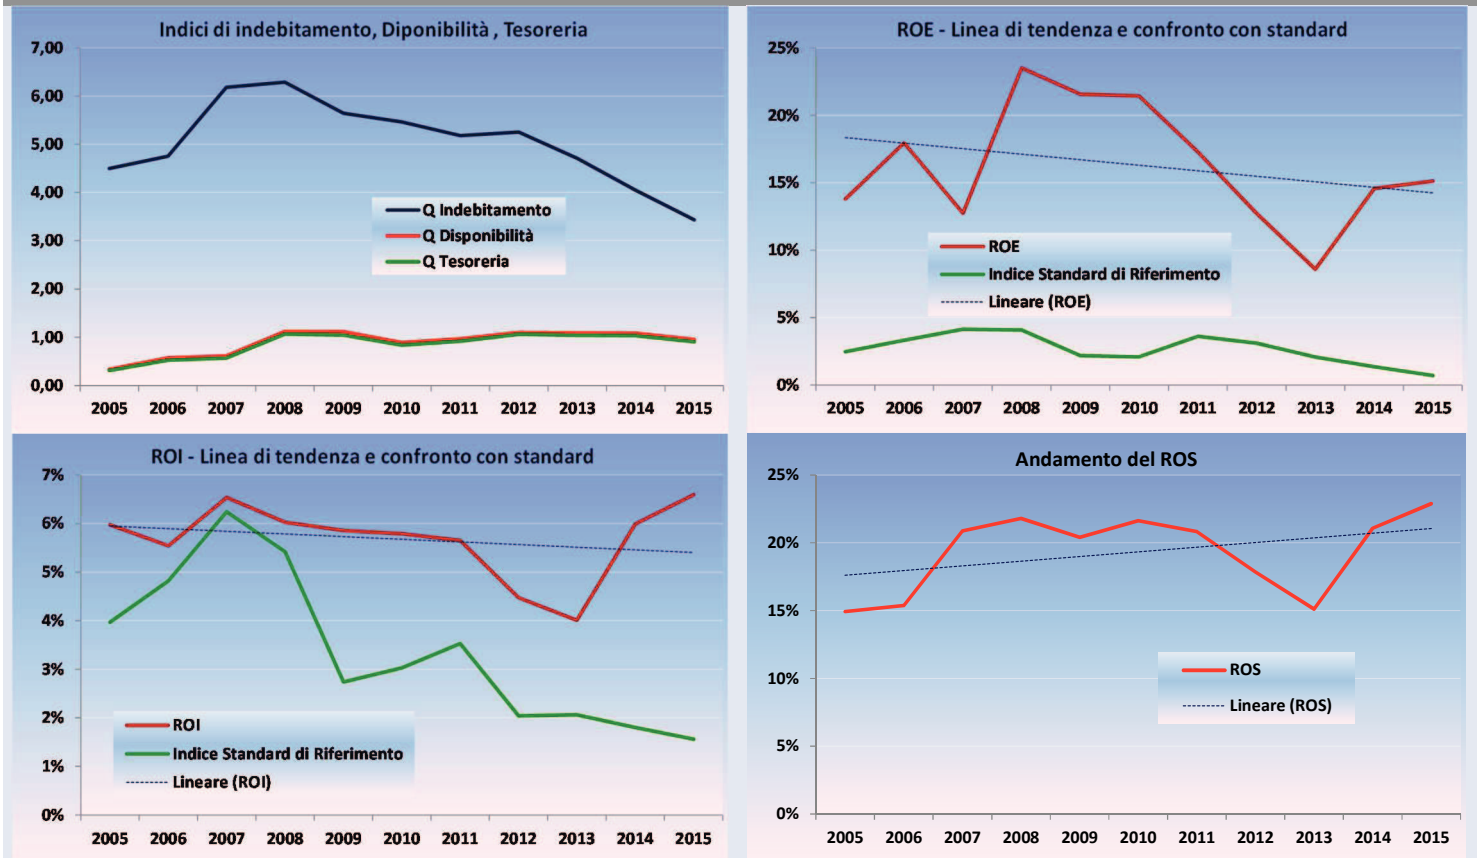 Indici di indebitamento, Diponibilità , Tesoreria
7,00
6,00
5,00
4,00
3,00
2,00
1,00
0,00
Q Indebitamento
Q Disponibilità
Q Tesoreria
2005 2006 2007 2008 2009 2010 2011 2012 2013 2014 2015
ROE - Linea di tendenza e confronto con standard
25%
20%
15%
10%
5%
0%
ROE
Indice Standard di Riferimento
Lineare (ROE)
2005 2006 2007 2008 2009 2010 2011 2012 2013 2014 2015
ROI - Linea di tendenza e confronto con standard
7%
6%
5%
4%
3%
2%
1%
0%
ROI
Indice Standard di Riferimento
Lineare (ROI)
2005 2006 2007 2008 2009 2010 2011 2012 2013 2014 2015
Andamento del ROS
25%
20%
15%
10%
5%
0%
ROS
Lineare (ROS)
2005 2006 2007 2008 2009 2010 2011 2012 2013 2014 2015